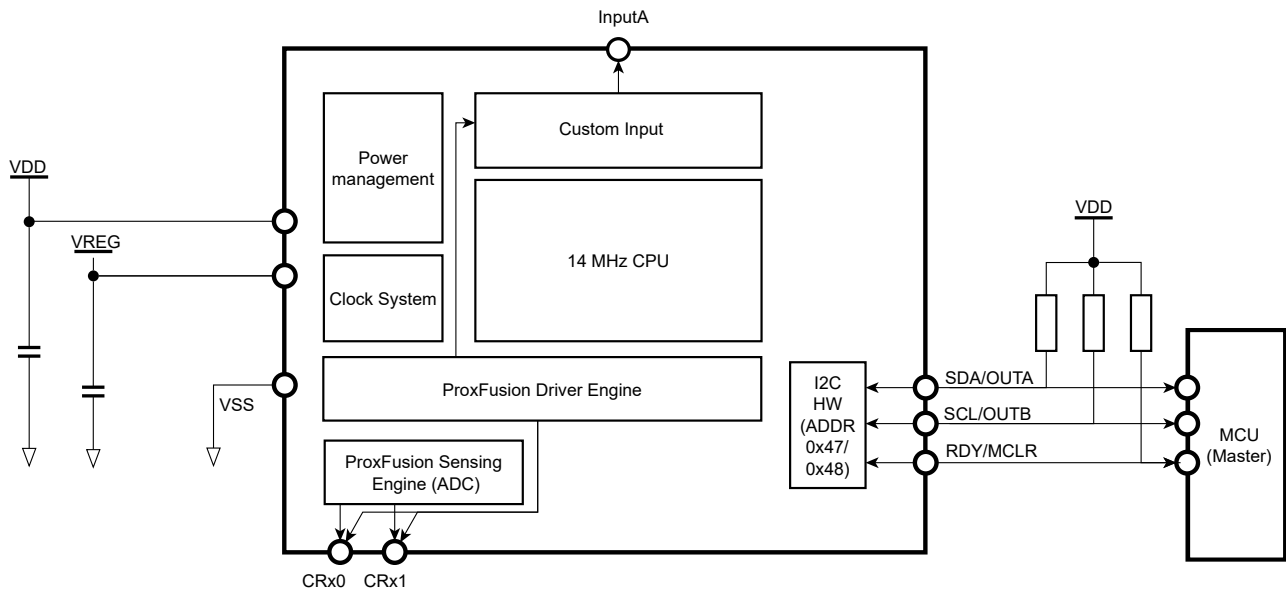 InputA
Custom Input
Power
management
VDD
VREG
VSS
14 MHz CPU
Clock System
ProxFusion Driver Engine
ProxFusion Sensing
Engine (ADC)
CRx0
CRx1
I2C
HW
(ADDR
0x47/
0x48)
SDA/OUTA
SCL/OUTB
RDY/MCLR
VDD
MCU
(Master)